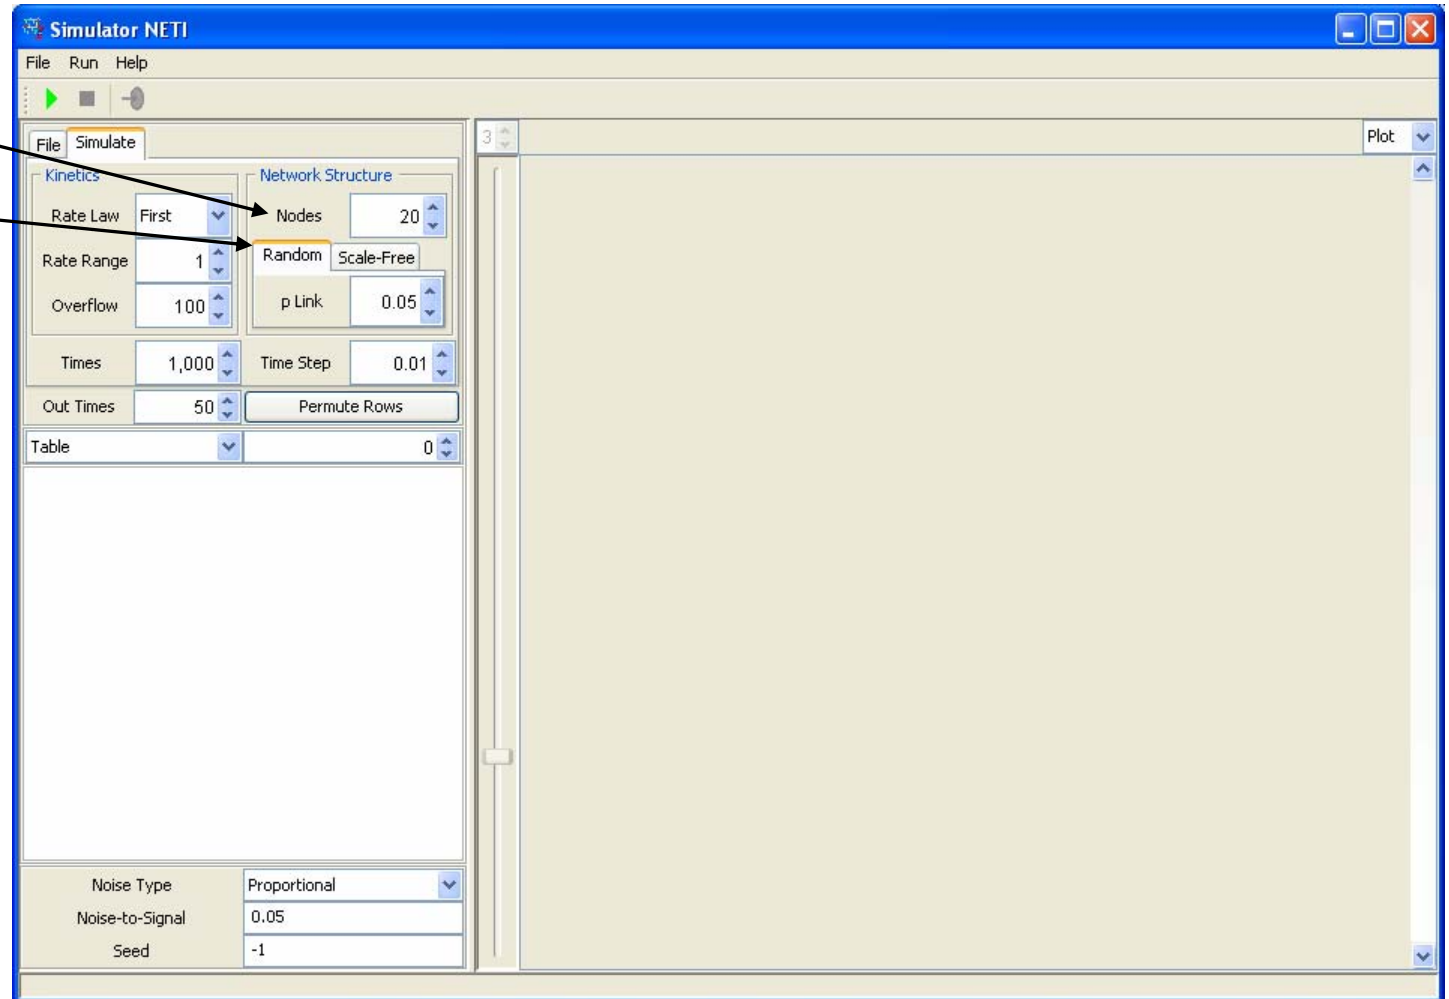 Simulator NETI
File Run Help
File Simulate
3
Plot
Kinetics
Network Structure
Rate Law First
Nodes 20
Rate Range 1
Random Scale-Free
Overflow 100
p Link 0.05
Times 1,000
Time Step 0.01
Out Times 50
Permute Rows
Table 0
Noise Type Proportional
Noise-to-Signal 0.05
Seed -1